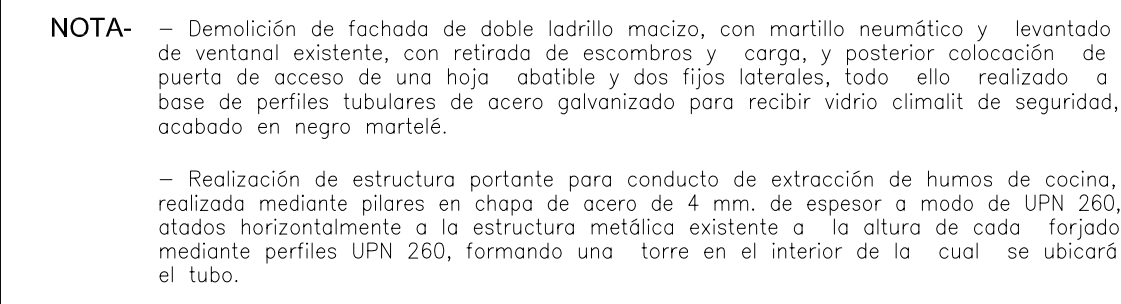 NOTA- – Demolición de fachada de doble ladrillo macizo, con martillo neumático y levantado
de ventanal existente, con retirada de escombros y carga, y posterior colocación de
puerta de acceso de una hoja abatible y dos fijos laterales, todo ello realizado a
base de perfiles tubulares de acero galvanizado para recibir vidrio climalit de seguridad,
acabado en negro martelé.
– Realización de estructura portante para conducto de extracción de humos de cocina,
realizada mediante pilares en chapa de acero de 4 mm. de espesor a modo de UPN 260,
atados horizontalmente a la estructura metálica existente a la altura de cada forjado
mediante perfiles UPN 260, formando una torre en el interior de la cual se ubicará
el tubo.